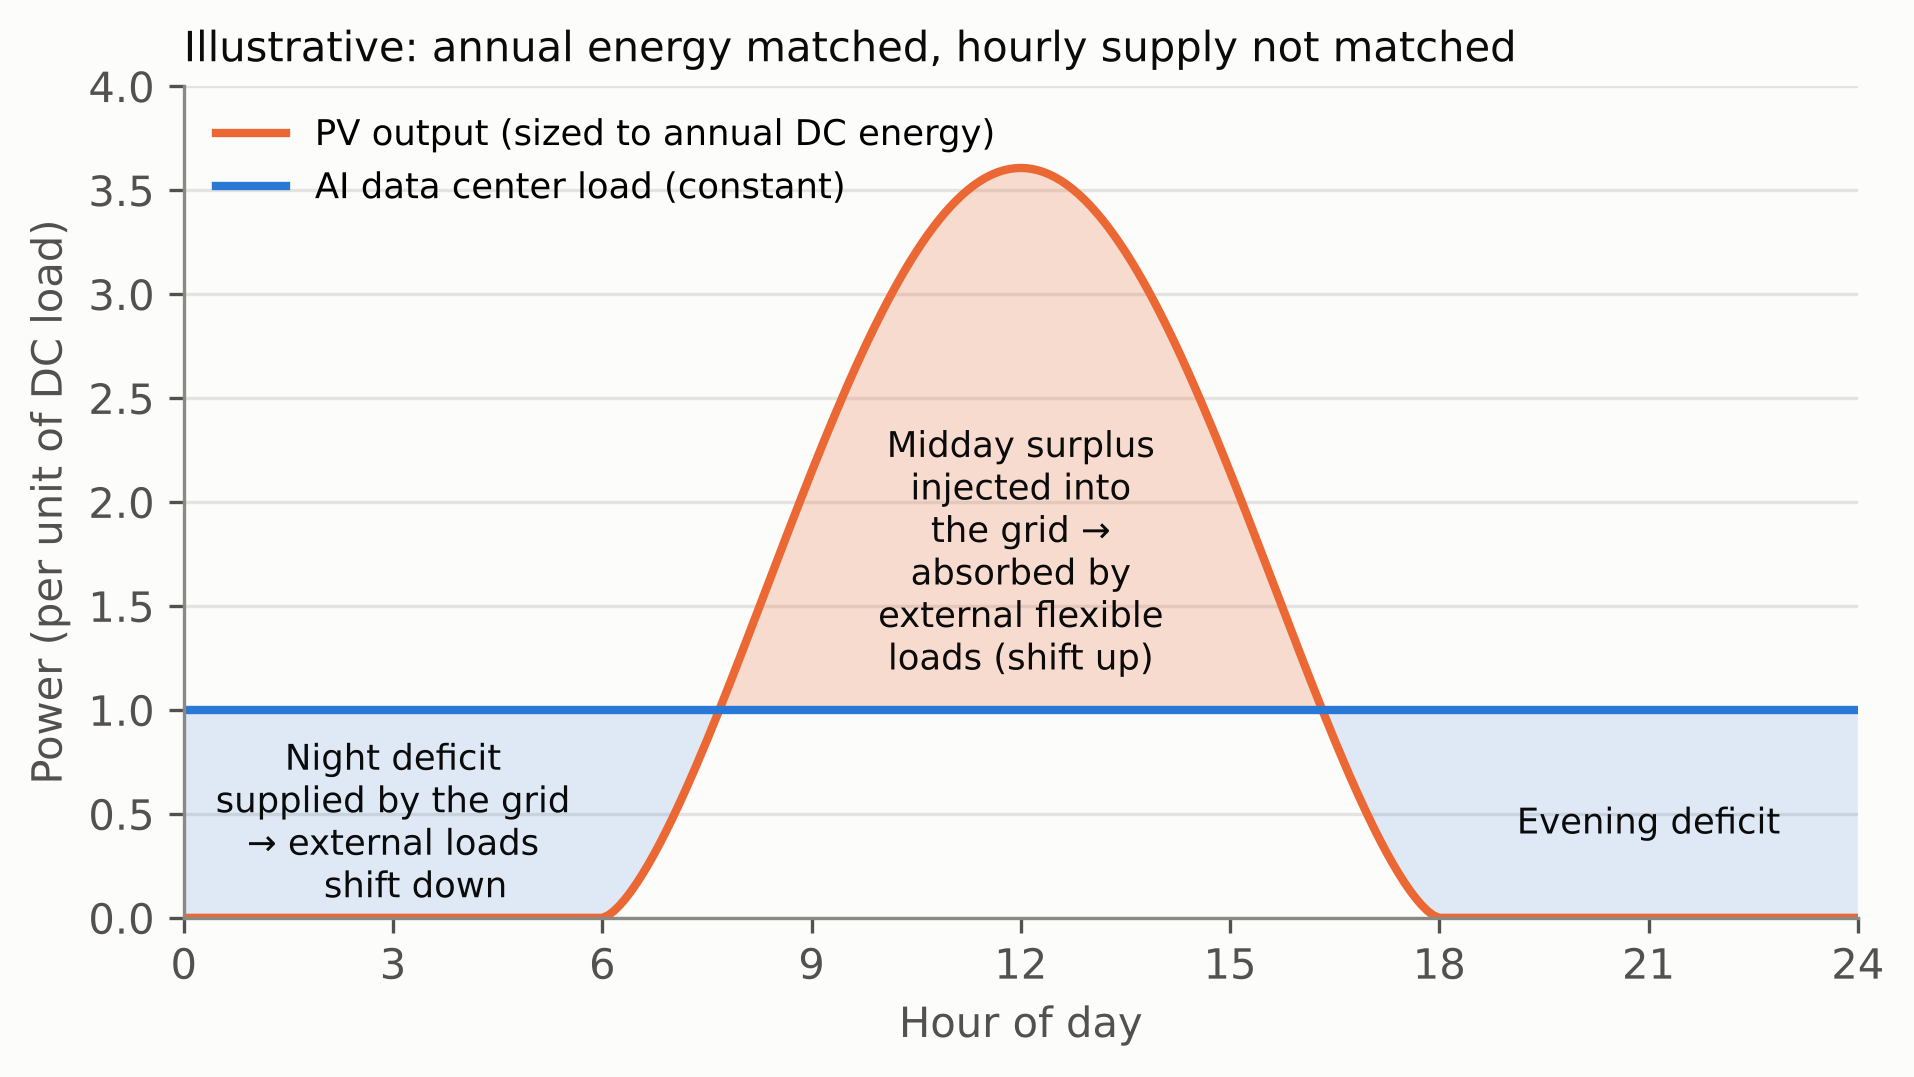 Illustrative: annual energy matched, hourly supply not matched
PV output (sized to annual DC energy)
AI data center load (constant)
Power (per unit of DC load)
4.0
3.5
3.0
2.5
2.0
1.5
1.0
0.5
0.0
Midday surplus
injected into
the grid →
absorbed by
external flexible
loads (shift up)
Night deficit
supplied by the grid
→ external loads
shift down
Evening deficit
0 3 6 9 12 15 18 21 24
Hour of day